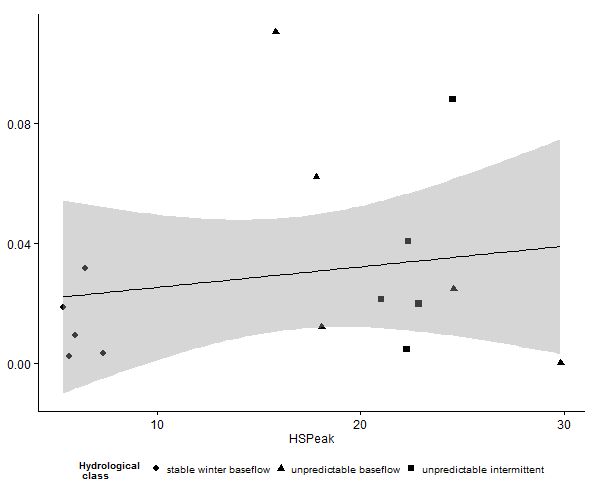 0.08
0.04
0.00
10 20 30
HSPeak
Hydrological class stable winter baseflow unpredictable baseflow unpredictable intermittent